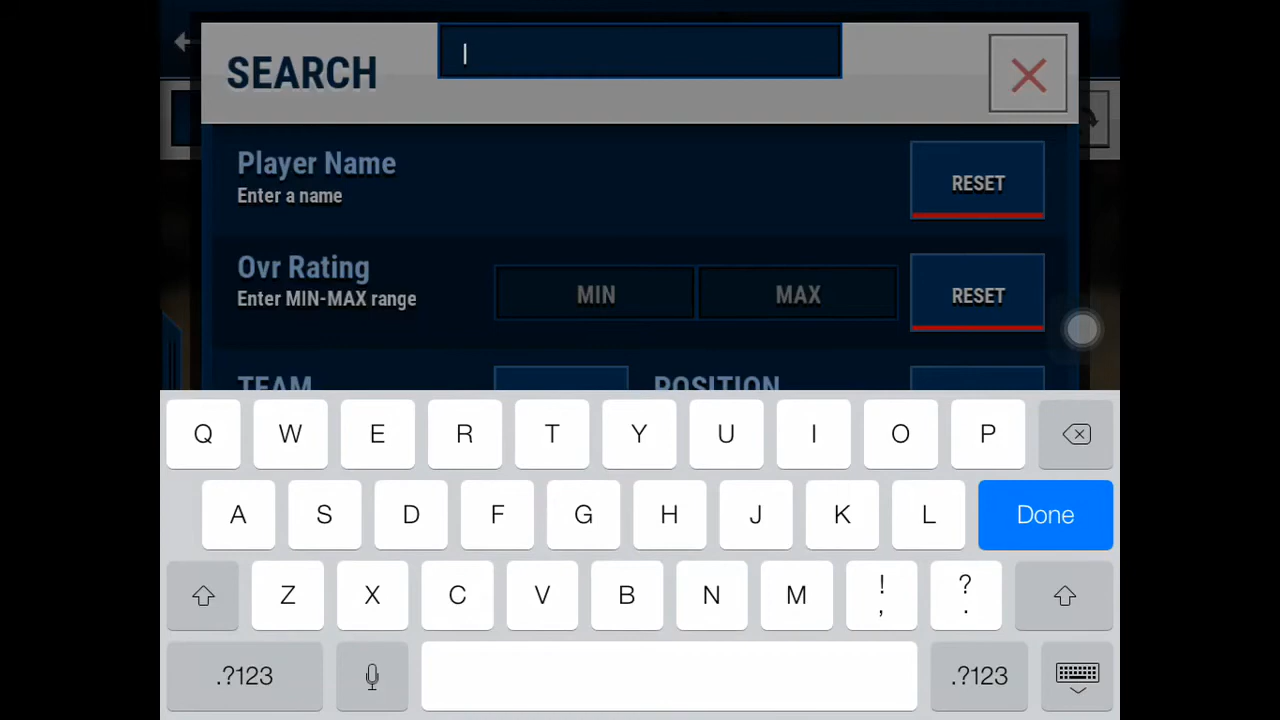 SEARCH
Player Name
Enter a name
RESET
Ovr Rating
Enter MIN-MAX range
MIN
MAX
RESET
TEAM
POSITION
Q W E R T Y U I O P
A S D F G H J K L Done
Z X C V B N M ! , ? .
.?123 .?123